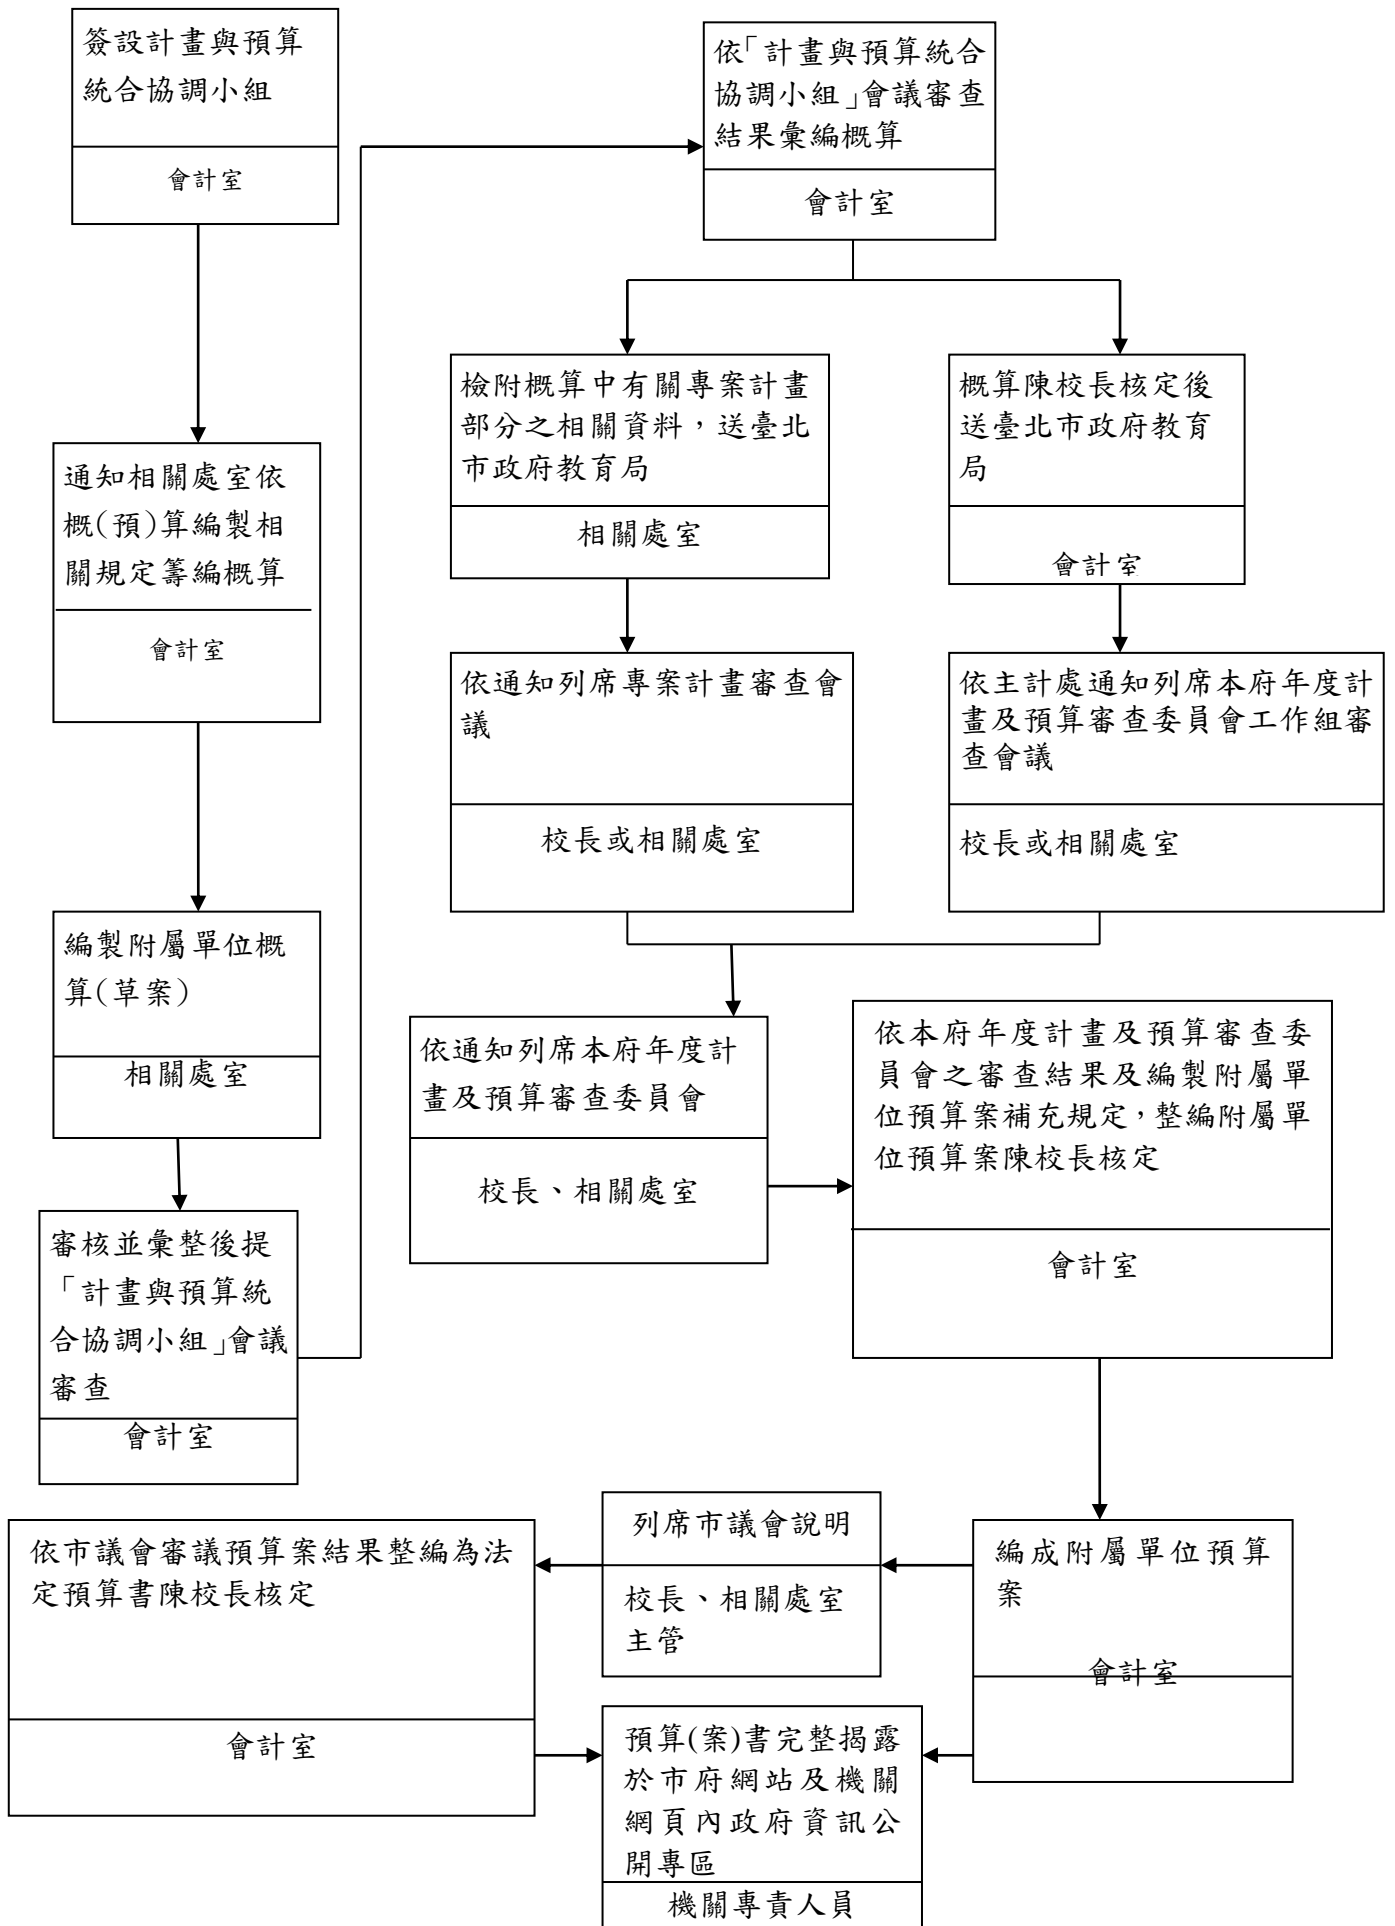 簽設計畫與預算
統合協調小組
會計室
通知相關處室依
概(預)算編製相
關規定籌編概算
會計室
編製附屬單位概
算(草案)
相關處室
審核並彙整後提
「計畫與預算統
合協調小組」會議
審查
會計室
依「計畫與預算統合
協調小組」會議審查
結果彙編概算
會計室
檢附概算中有關專案計畫
部分之相關資料，送臺北
市政府教育局
相關處室
概算陳校長核定後
送臺北市政府教育
局
會計室
依通知列席專案計畫審查會
議
校長或相關處室
依主計處通知列席本府年度計
畫及預算審查委員會工作組審
查會議
校長或相關處室
依通知列席本府年度計
畫及預算審查委員會
校長、相關處室
依本府年度計畫及預算審查委
員會之審查結果及編製附屬單
位預算案補充規定，整編附屬單
位預算案陳校長核定
會計室
編成附屬單位預算
案
會計室
列席市議會說明
校長、相關處室
主管
依市議會審議預算案結果整編為法
定預算書陳校長核定
會計室
預算(案)書完整揭露
於市府網站及機關
網頁內政府資訊公
開專區
機關專責人員